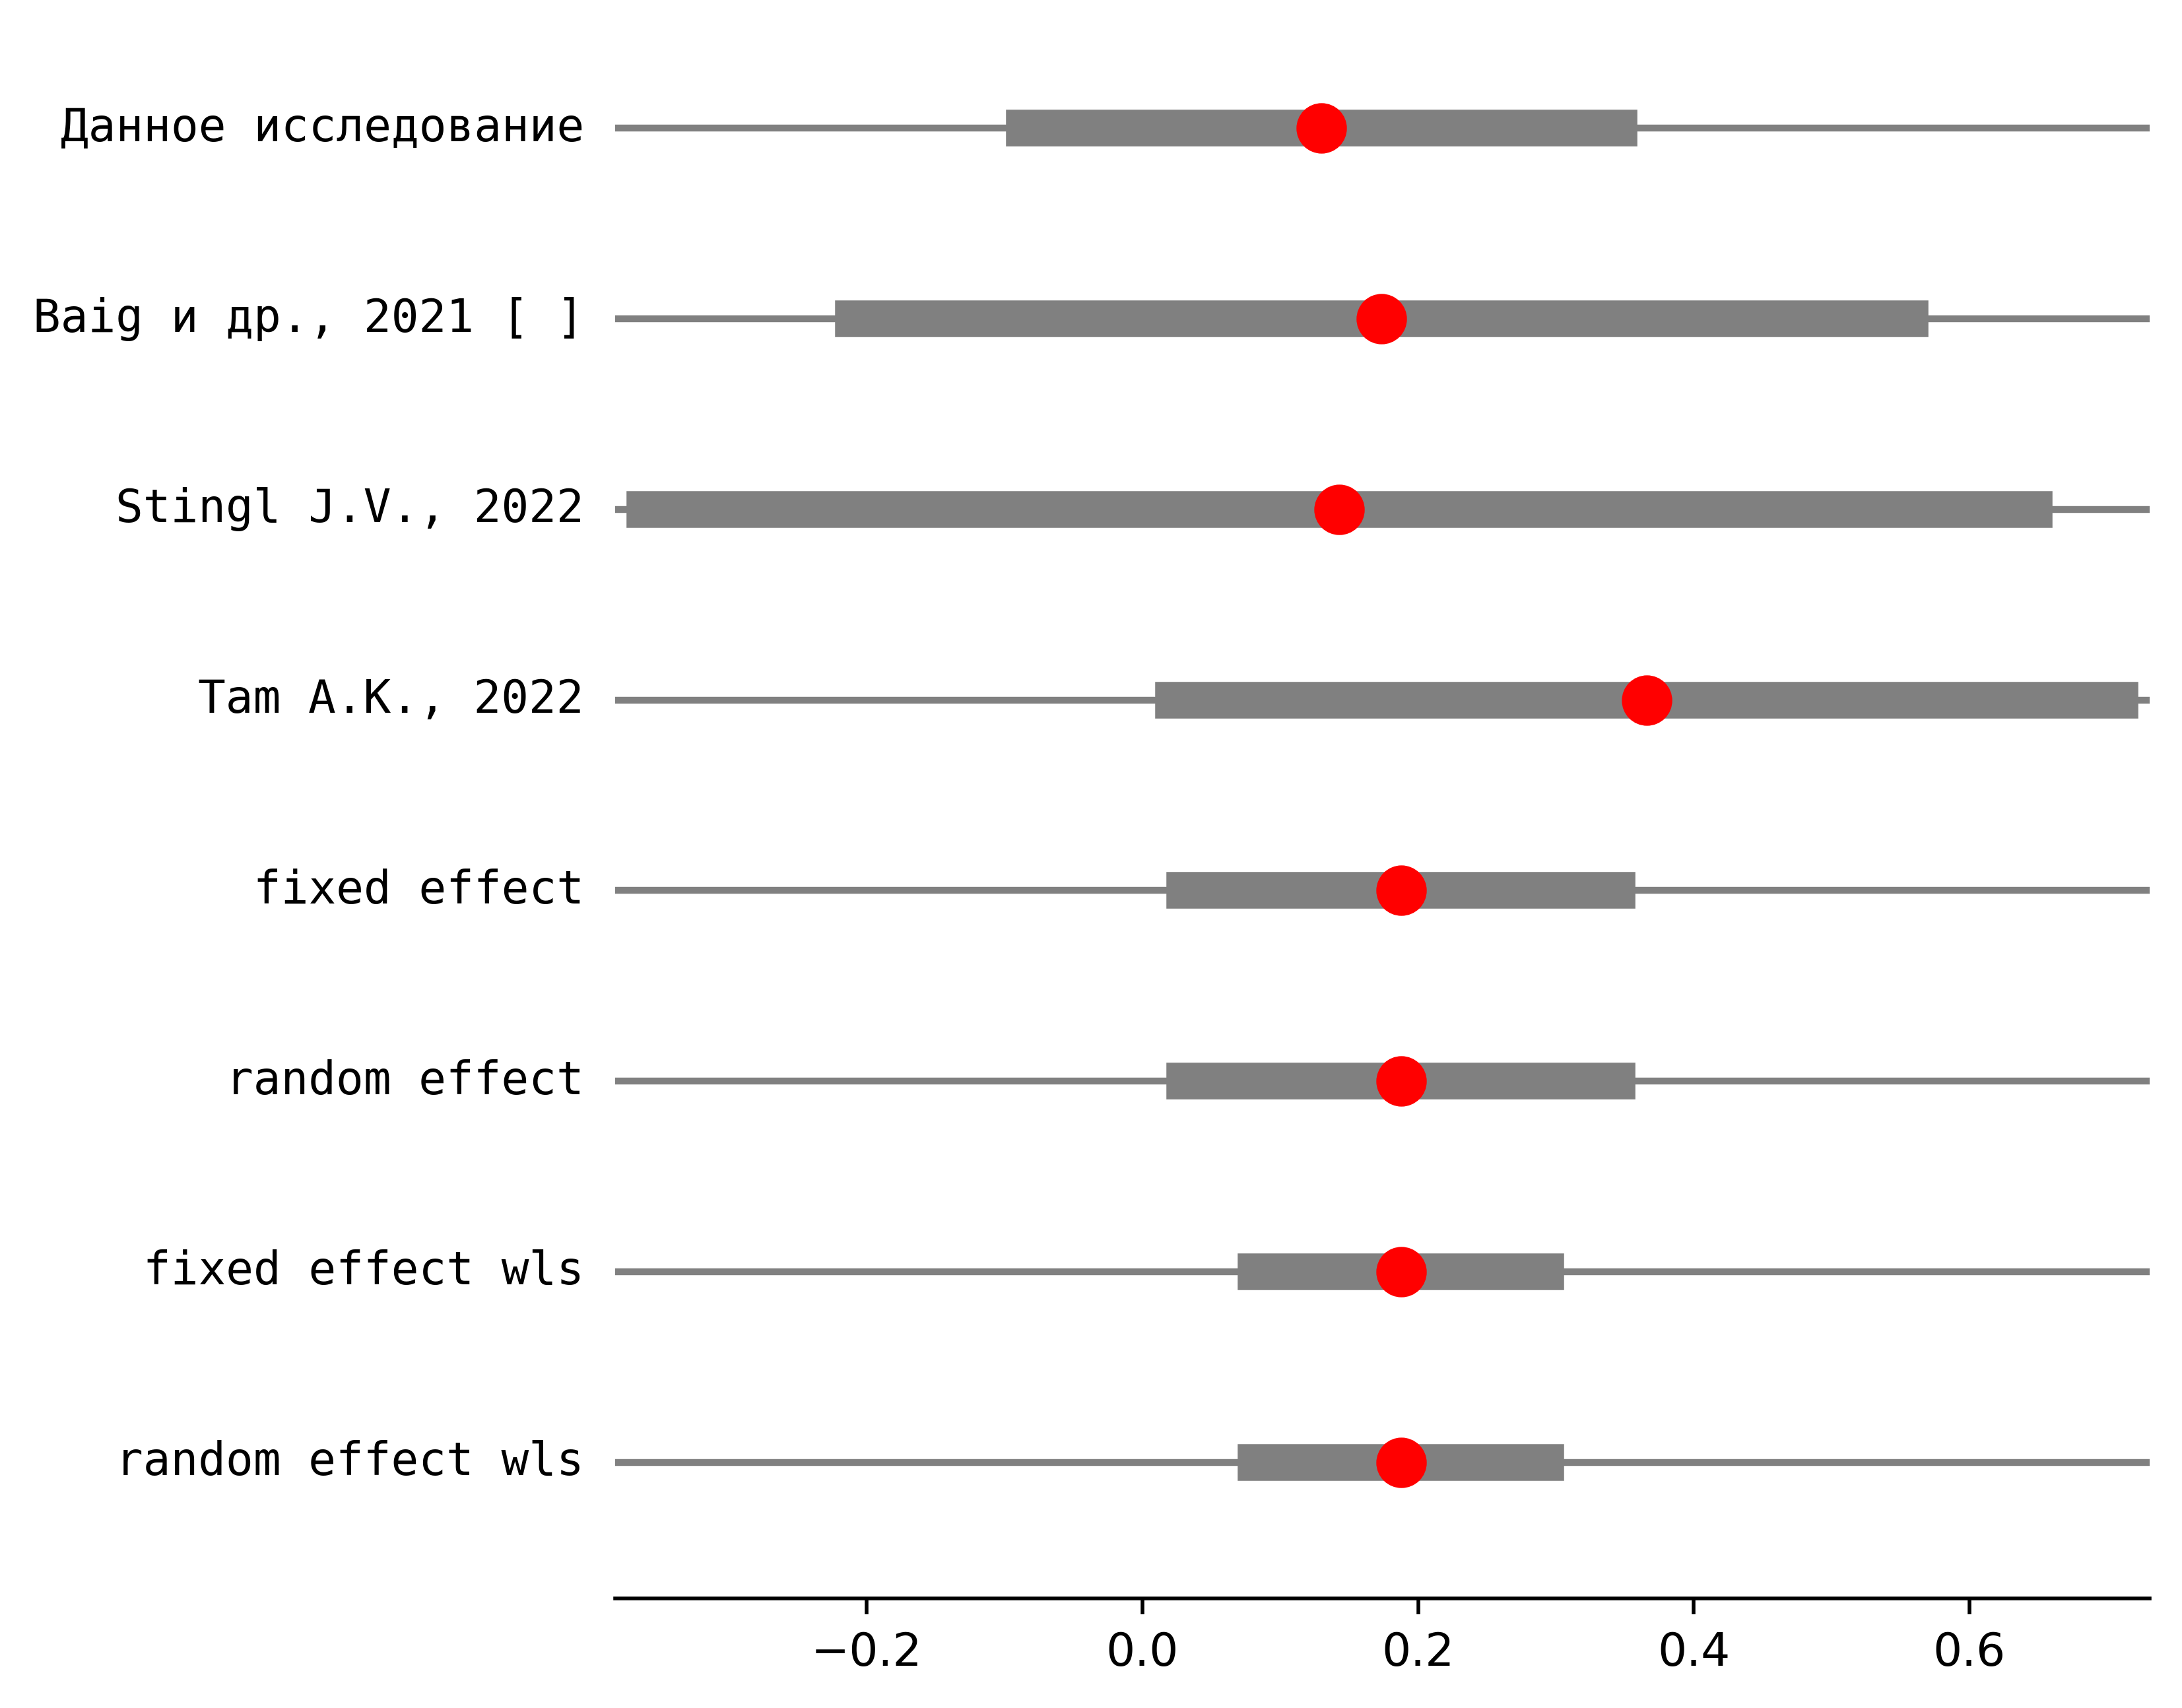 Данное исследование
Baig и др., 2021 [ ]
Stingl J.V., 2022
Tam A.K., 2022
fixed effect
random effect
fixed effect wls
random effect wls
−0.2 0.0 0.2 0.4 0.6